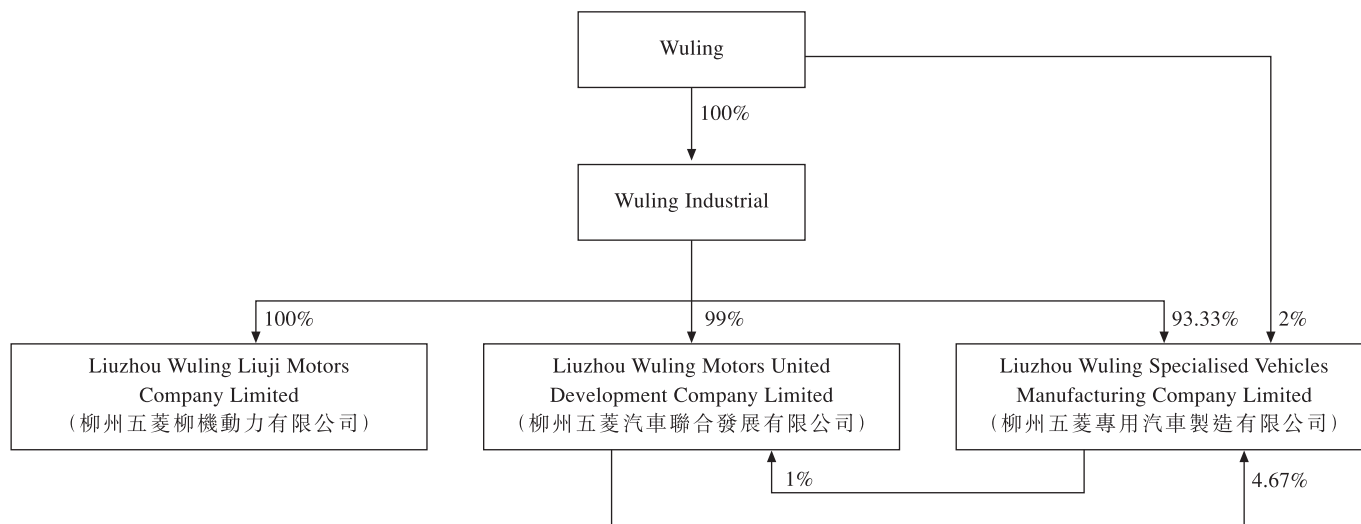 Wuling
100%
Wuling Industrial
100%
99%
93.33%
2%
Liuzhou Wuling Liuji Motors
Company Limited
(柳州五菱柳機動力有限公司)
Liuzhou Wuling Motors United
Development Company Limited
(柳州五菱汽車聯合發展有限公司)
Liuzhou Wuling Specialised Vehicles
Manufacturing Company Limited
(柳州五菱專用汽車製造有限公司)
1%
4.67%